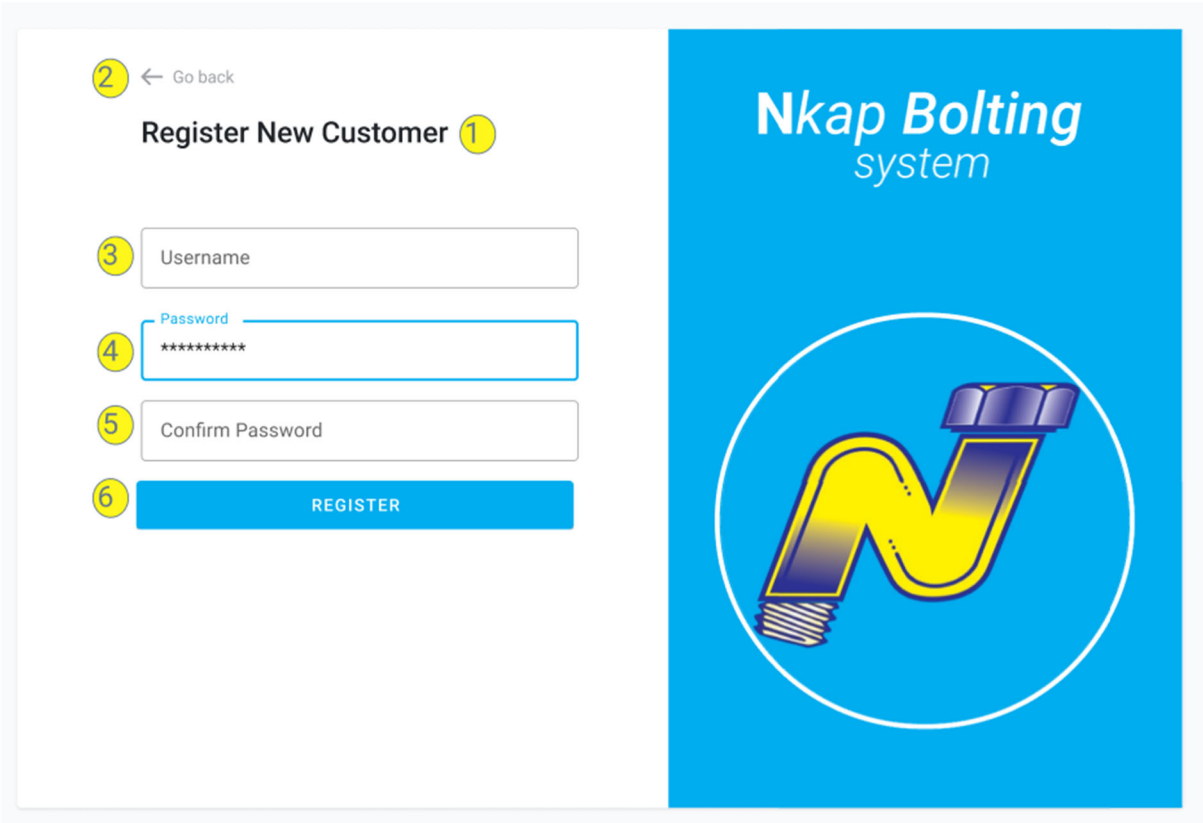 2 Go back
Register New Customer 1
3 Username
Password
4 **********
5 Confirm Password
6 REGISTER
Nkap Bolting
system